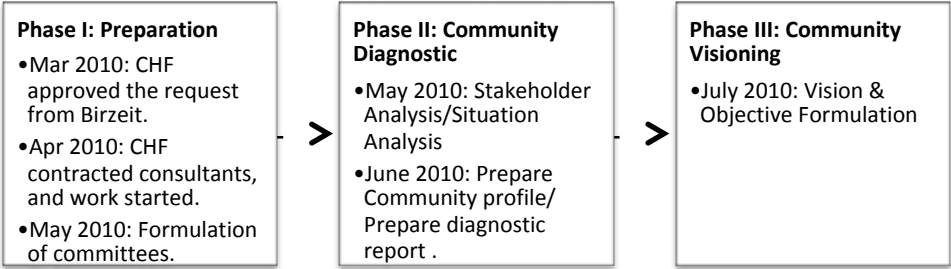 Phase I: Preparation
•Mar 2010: CHF
approved the request
from Birzeit.
•Apr 2010: CHF
contracted consultants,
and work started.
•May 2010: Formulation
of committees.
- >
Phase II: Community
Diagnostic
•May 2010: Stakeholder
Analysis/Situation
Analysis
•June 2010: Prepare
Community profile/
Prepare diagnostic
report .
- >
Phase III: Community
Visioning
•July 2010: Vision &
Objective Formulation